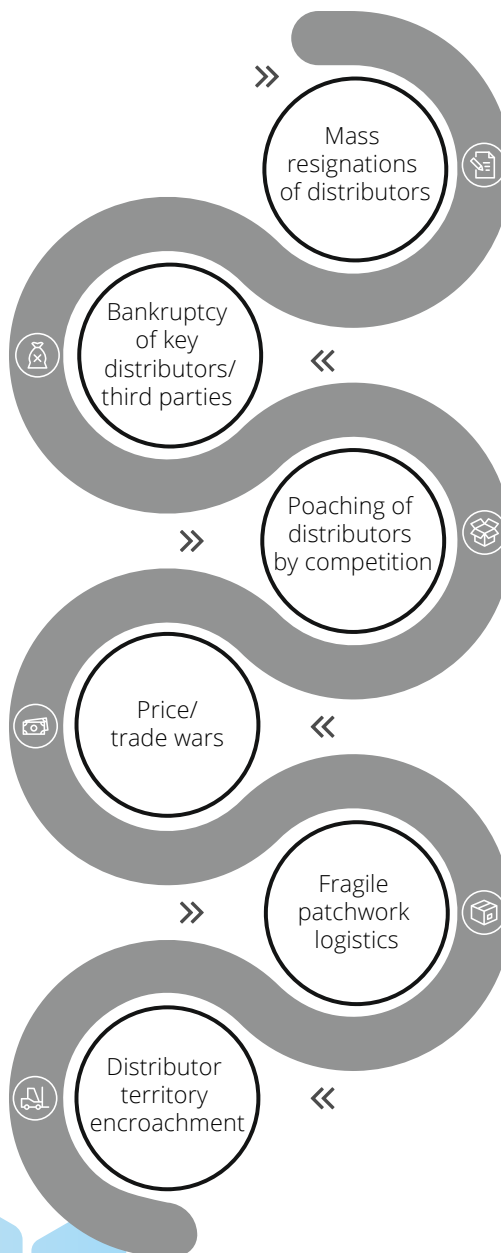 Mass
resignations
of distributors
Bankruptcy
of key
distributors/
third parties
Poaching of
distributors
by competition
Price/
trade wars
Fragile
patchwork
logistics
Distributor
territory
encroachment